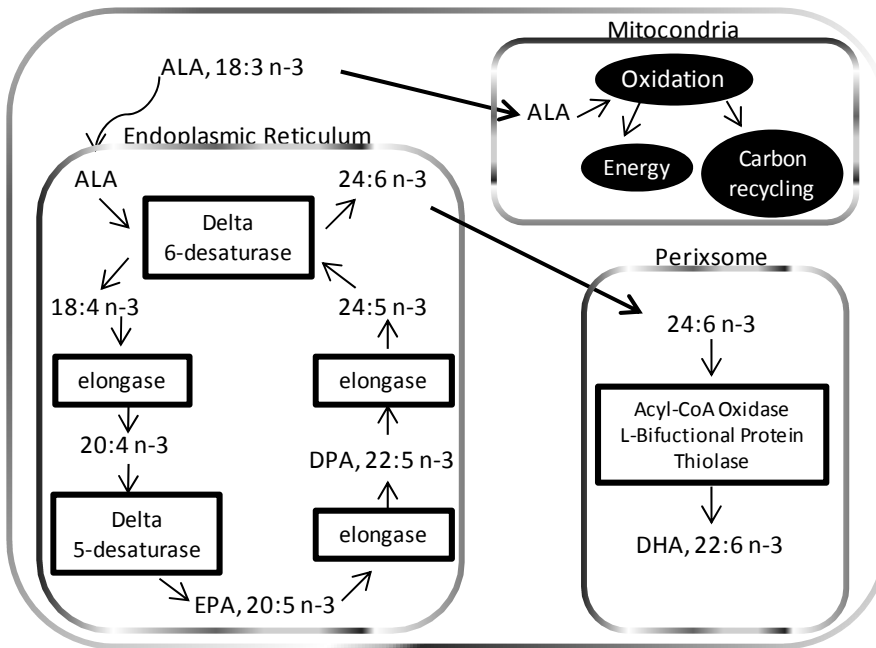 Mitocondria
ALA, 18:3 n-3
Oxidation
ALA
Energy
Carbon
recycling
Endoplasmic Reticulum
ALA
24:6 n-3
Delta
6-desaturase
18:4 n-3
24:5 n-3
elongase
elongase
20:4 n-3
DPA, 22:5 n-3
Delta
5-desaturase
elongase
EPA, 20:5 n-3
Perixsome
24:6 n-3
Acyl-CoA Oxidase
L-Bifuctional Protein
Thiolase
DHA, 22:6 n-3